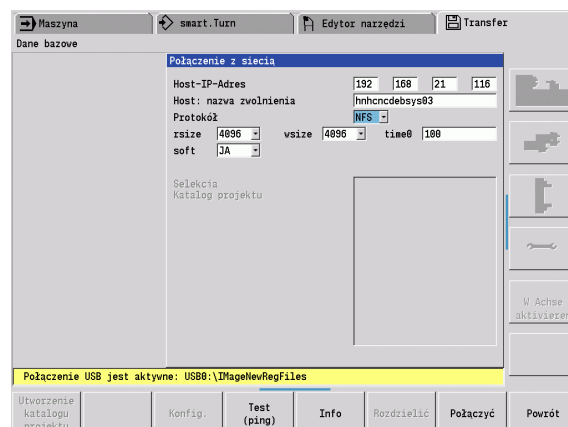 Maszyna smart.Turn Edytor narzędzi Transfer
Dane bazowe
Połączenie z siecią
Host-IP-Adres 192 168 21 116
Host: nazwa zwolnienia hnhcncdebsys03
Protokół NFS
rsize 4096 wsize 4096 time0 100
soft JA
Selekcia
Katalog projektu
W Achse
aktivieren
Połączenie USB jest aktywne: USB0:\IMageNewRegFiles
Utworzenie
katalogu
projektu
Konfig.
Test
(ping)
Info
Rozdzielić
Połączyć
Powrót